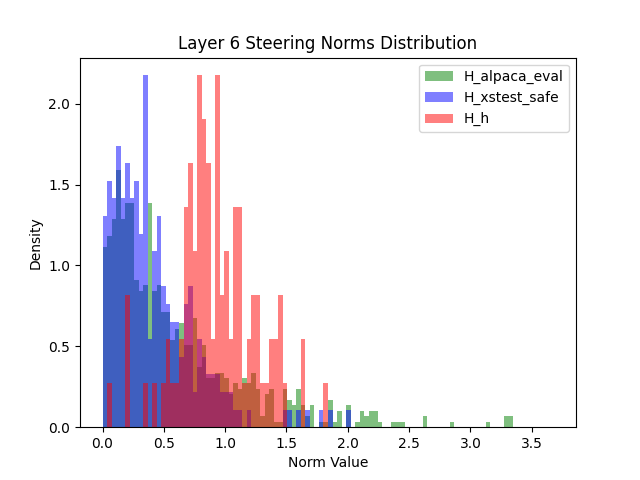 Layer 6 Steering Norms Distribution
H_alpaca_eval
H_xstest_safe
H_h
Density
2.0
1.5
1.0
0.5
0.0
0.0 0.5 1.0 1.5 2.0 2.5 3.0 3.5
Norm Value